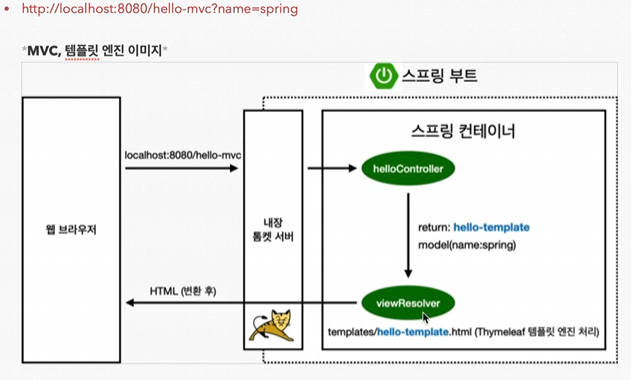 http://localhost:8080/hello-mvc?name=spring
*MVC, 템플릿 엔진 이미지*
스프링 부트
스프링 컨테이너
localhost:8080/hello-mvc
helloController
웹 브라우저
내장
톰켓 서버
return: hello-template
model(name:spring)
HTML (변환 후)
viewResolver
templates/hello-template.html (Thymeleaf 템플릿 엔진 처리)